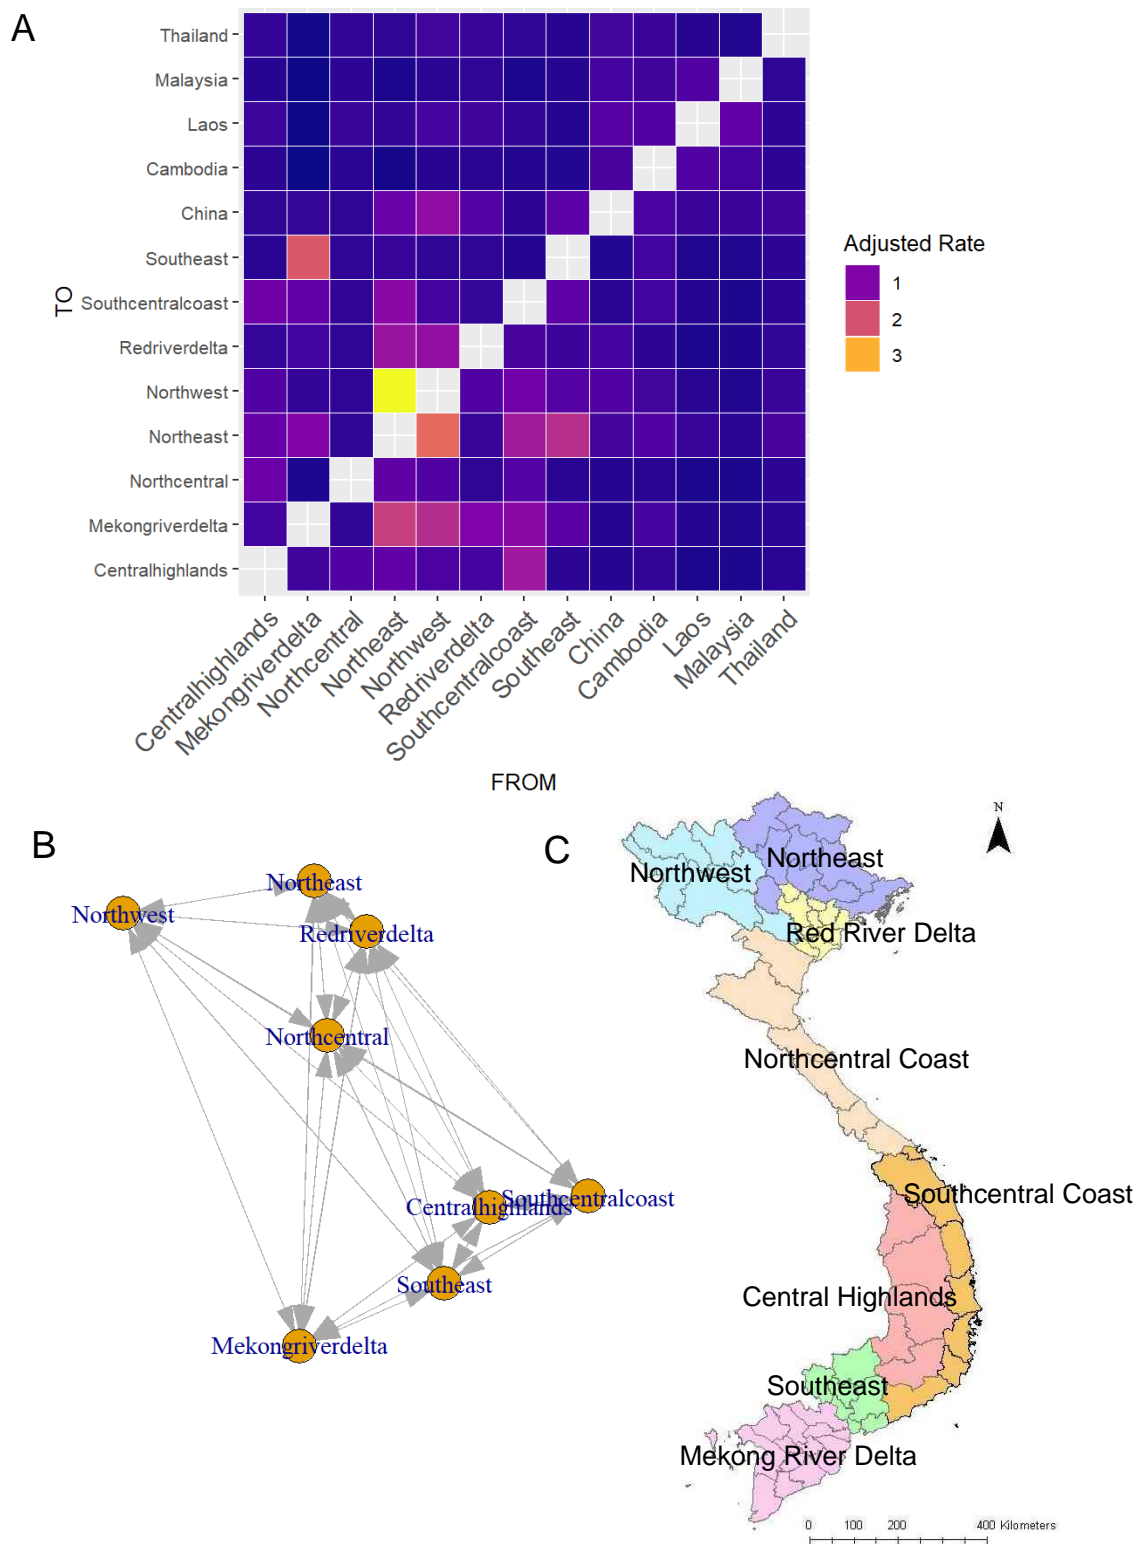 A
Thailand
Malaysia
Laos
Cambodia
China
Southeast
Southcentralcoast
Redriverdelta
Northwest
Northeast
Northcentral
Mekongriverdelta
Centralhighlands
TO
Centralhighlands
Mekongriverdelta
Northcentral
Northeast
Northwest
Redriverdelta
Southcentralcoast
Southeast
China
Cambodia
Laos
Malaysia
Thailand
FROM
Adjusted Rate
1
2
3
B
Northeast
Northwest
Redriverdelta
Northcentral
Centralhighlands
Southcentralcoast
Southeast
Mekongriverdelta
C
N
Northeast
Northwest
Red River Delta
Northcentral Coast
Southcentral Coast
Central Highlands
Southeast
Mekong River Delta
0 100 200 400 Kilometers